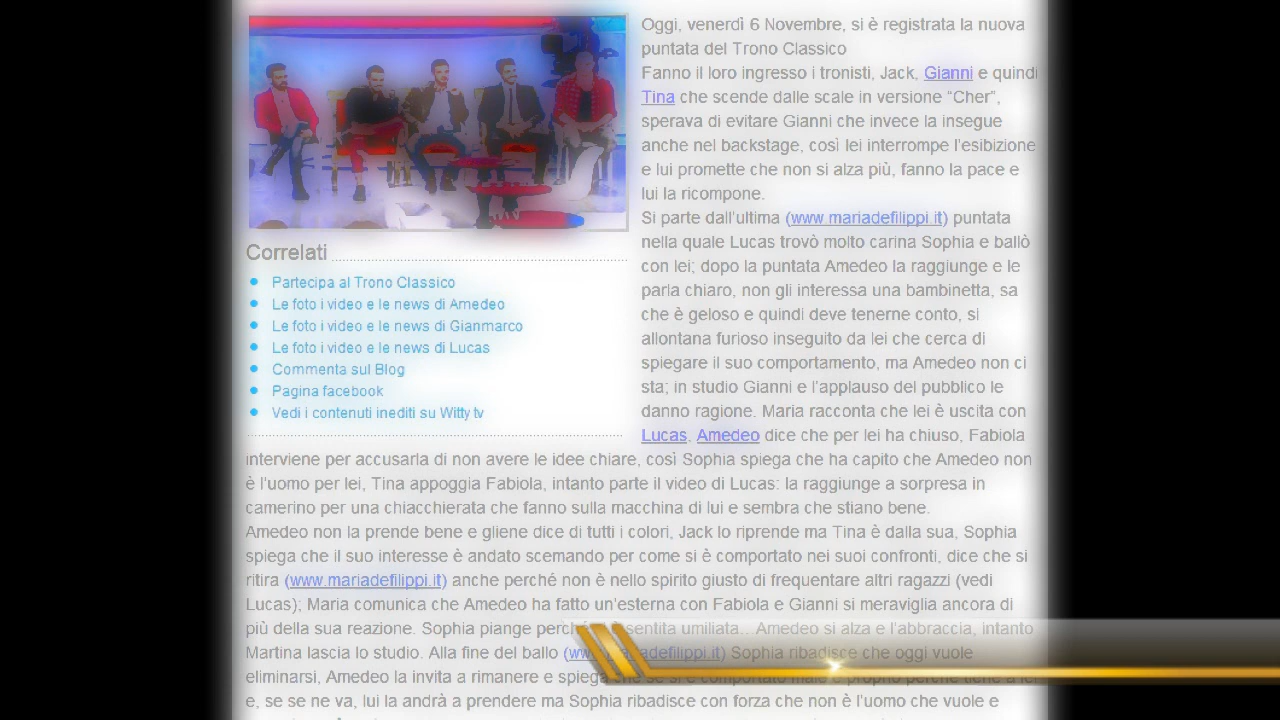 Oggi, venerdì 6 Novembre, si è registrata la nuova
puntata del Trono Classico
Fanno il loro ingresso i tronisti, Jack, Gianni e quindi
Tina che scende dalle scale in versione “Cher”,
sperava di evitare Gianni che invece la insegue
anche nel backstage, così lei interrompe l'esibizione
e lui promette che non si alza più, fanno la pace e
lui la ricompone.
Si parte dall'ultima (www.mariadefilippi.it) puntata
nella quale Lucas trovò molto carina Sophia e ballò
con lei; dopo la puntata Amedeo la raggiunge e le
parla chiaro, non gli interessa una bambinetta, sa
che è geloso e quindi deve tenerne conto, si
allontana furioso inseguito da lei che cerca di
spiegare il suo comportamento, ma Amedeo non ci
sta; in studio Gianni e l'applauso del pubblico le
danno ragione. Maria racconta che lei è uscita con
Lucas. Amedeo dice che per lei ha chiuso, Fabiola
Correlati
Partecipa al Trono Classico
Le foto i video e le news di Amedeo
Le foto i video e le news di Gianmarco
Le foto i video e le news di Lucas
Commenta sul Blog
Pagina facebook
Vedi i contenuti inediti su Witty tv
interviene per accusarla di non avere le idee chiare, così Sophia spiega che ha capito che Amedeo non
è l'uomo per lei, Tina appoggia Fabiola, intanto parte il video di Lucas: la raggiunge a sorpresa in
camerino per una chiacchierata che fanno sulla macchina di lui e sembra che stiano bene.
Amedeo non la prende bene e gliene dice di tutti i colori, Jack lo riprende ma Tina è dalla sua, Sophia
spiega che il suo interesse è andato scemando per come si è comportato nei suoi confronti, dice che si
ritira (www.mariadefilippi.it) anche perché non è nello spirito giusto di frequentare altri ragazzi (vedi
Lucas); Maria comunica che Amedeo ha fatto un'esterna con Fabiola e Gianni si meraviglia ancora di
più della sua reazione. Sophia piange sentita umiliata... Amedeo si alza e l'abbraccia, intanto
Martina lascia lo studio. Alla fine del ballo (www.mariadefilippi.it) Sophia ribadisce che oggi vuole
eliminarsi, Amedeo la invita a rimanere e spiega che se si è comportato male è proprio perché tiene a lei
e, se se ne va, lui la andrà a prendere ma Sophia ribadisce con forza che non è l'uomo che vuole e